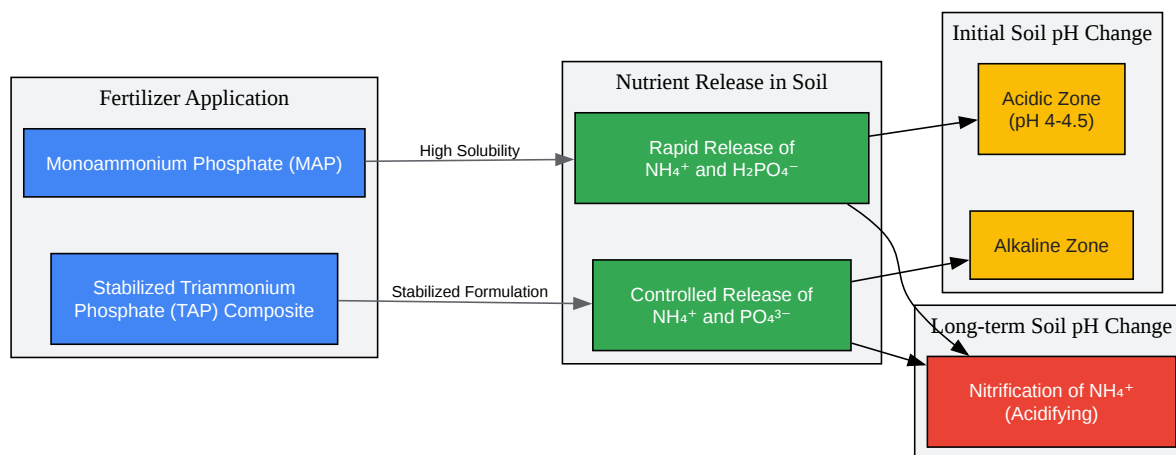 Fertilizer Application
Monoammonium Phosphate (MAP)
Stabilized Triammonium
Phosphate (TAP) Composite
High Solubility
Stabilized Formulation
Nutrient Release in Soil
Rapid Release of
NH₄⁺ and H₂PO₄⁻
Controlled Release of
NH₄⁺ and PO₄³⁻
Initial Soil pH Change
Acidic Zone
(pH 4-4.5)
Alkaline Zone
Long-term Soil pH Change
Nitrification of NH₄⁺
(Acidifying)